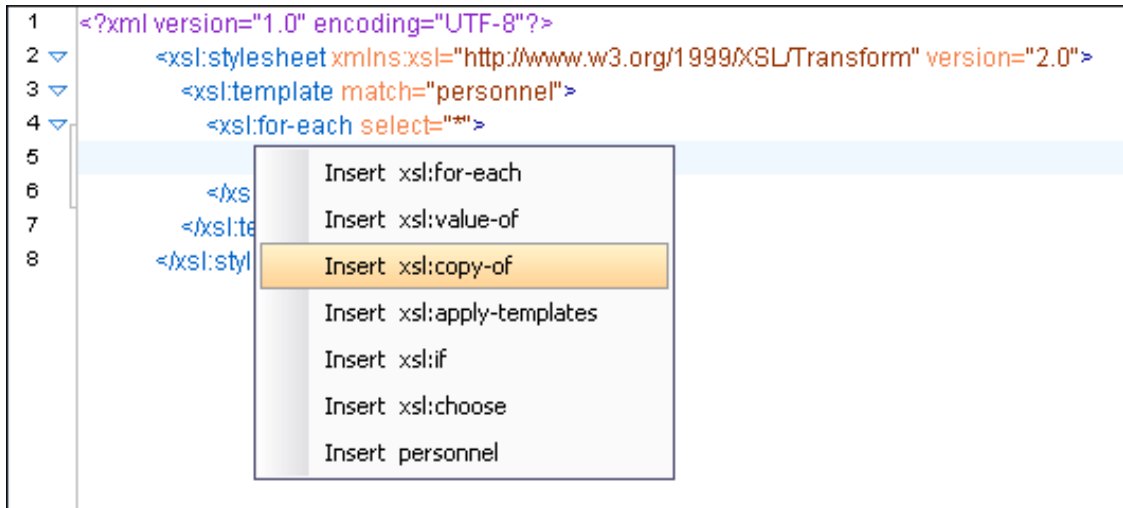 1 <?xml version="1.0" encoding="UTF-8"?>
2 <xsl:stylesheet xmlns:xsl="http://www.w3.org/1999/XSL/Transform" version="2.0">
3 <xsl:template match="personnel">
4 <xsl:for-each select="*">
5
6 </xs
7 </xsl:te
8 </xsl:styl
Insert xsl:for-each
Insert xsl:value-of
Insert xsl:copy-of
Insert xsl:apply-templates
Insert xsl:if
Insert xsl:choose
Insert personnel